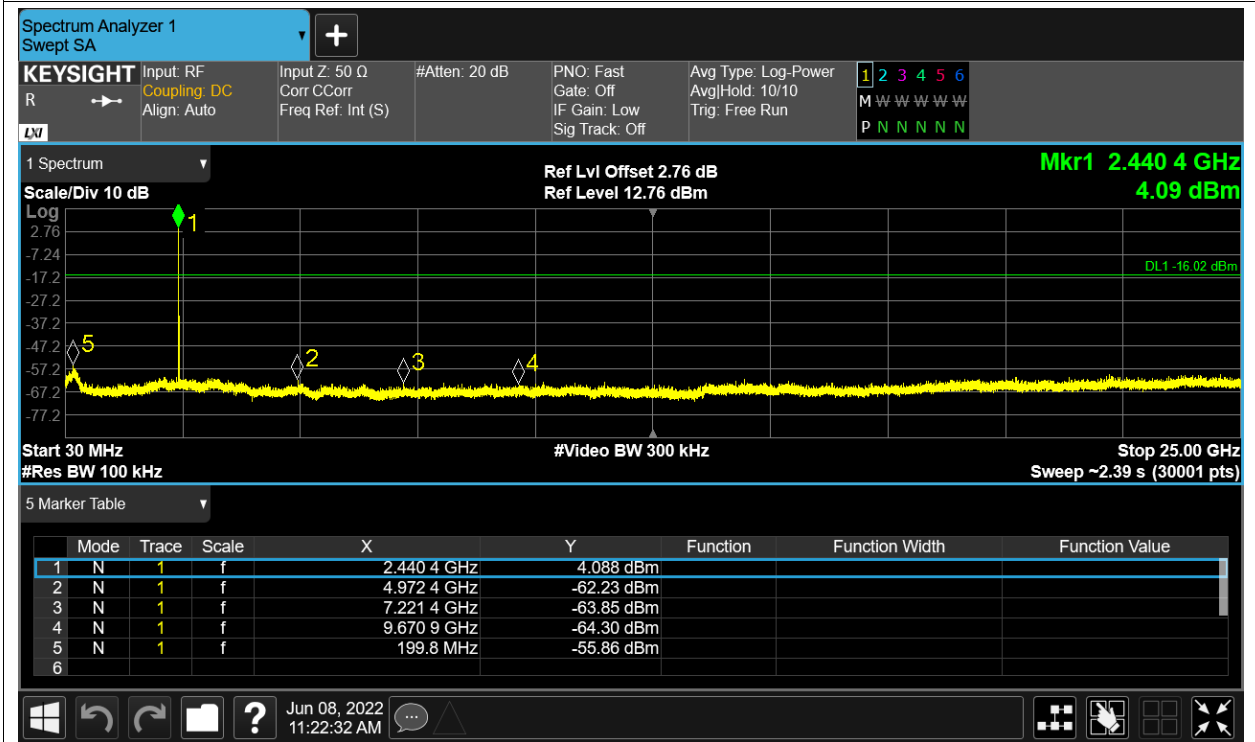 Spectrum Analyzer 1
Swept SA
KEYSIGHT
R
LXI
Input: RF
Coupling: DC
Align: Auto
Input Z: 50 Ω
Corr CCorr
Freq Ref: Int (S)
#Atten: 20 dB
PNO: Fast
Gate: Off
IF Gain: Low
Sig Track: Off
Avg Type: Log-Power
Avg|Hold: 10/10
Trig: Free Run
1 2 3 4 5 6
M W W W W W
P N N N N N
1 Spectrum
Scale/Div 10 dB
Ref Lvl Offset 2.76 dB
Ref Level 12.76 dBm
Mkr1 2.440 4 GHz
4.09 dBm
Log
2.76
-7.24
-17.2
-27.2
-37.2
-47.2
-57.2
-67.2
-77.2
1
DL1 -16.02 dBm
5
2
3
4
Start 30 MHz
#Video BW 300 kHz
Stop 25.00 GHz
#Res BW 100 kHz
Sweep ~2.39 s (30001 pts)
5 Marker Table
Mode Trace Scale X Y Function Function Width Function Value
1 N 1 f 2.440 4 GHz 4.088 dBm
2 N 1 f 4.972 4 GHz -62.23 dBm
3 N 1 f 7.221 4 GHz -63.85 dBm
4 N 1 f 9.670 9 GHz -64.30 dBm
5 N 1 f 199.8 MHz -55.86 dBm
6
?
Jun 08, 2022
11:22:32 AM